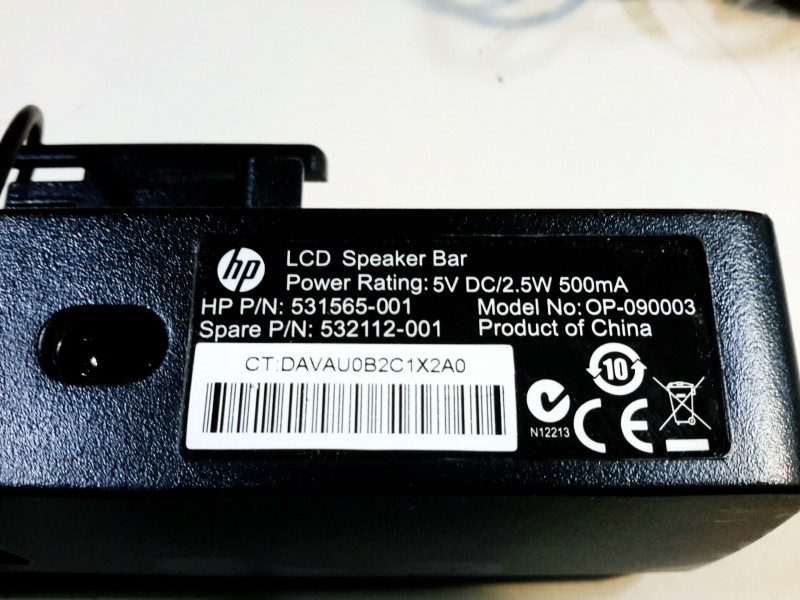 hp
LCD Speaker Bar
Power Rating: 5V DC/2.5W 500mA
HP P/N: 531565-001 Model No: OP-090003
Spare P/N: 532112-001 Product of China
CT:DAVAU0B2C1X2A0
10
N12213
CE